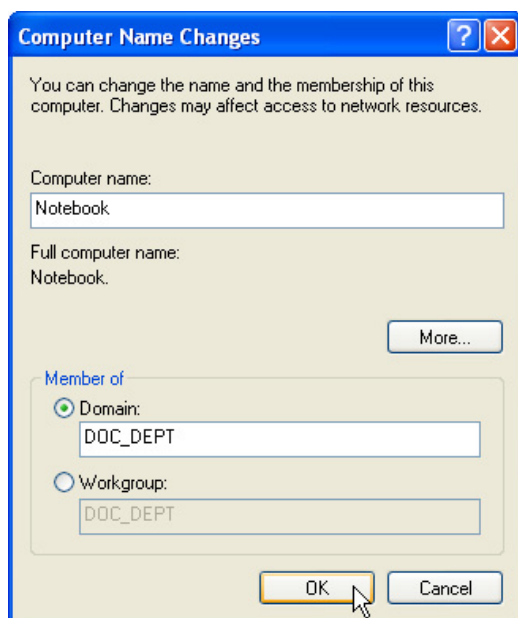 Computer Name Changes
You can change the name and the membership of this
computer. Changes may affect access to network resources.
Computer name:
Notebook
Full computer name:
Notebook.
More...
Member of
Domain:
DOC_DEPT
Workgroup:
DOC_DEPT
OK
Cancel